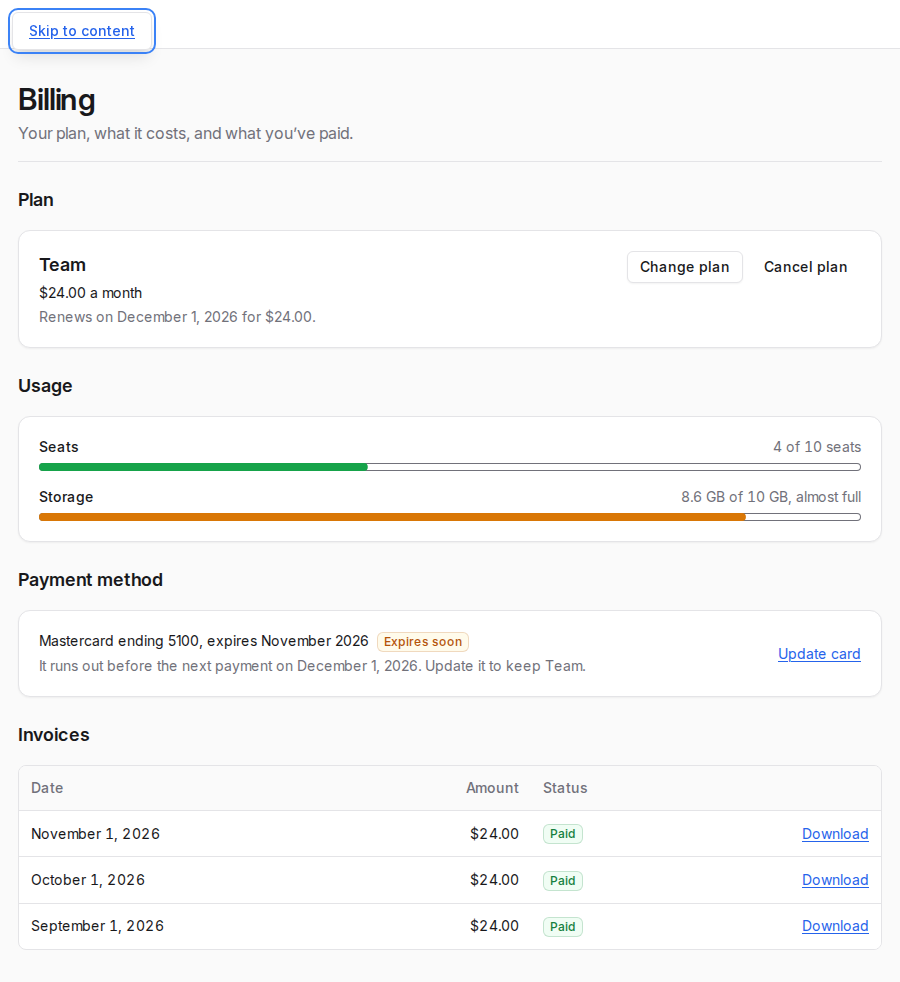 Skip to content
Billing
Your plan, what it costs, and what you’ve paid.
Plan
Team
Change plan
Cancel plan
$24.00 a month
Renews on December 1, 2026 for $24.00.
Usage
Seats
4 of 10 seats
Storage
8.6 GB of 10 GB, almost full
Payment method
Mastercard ending 5100, expires November 2026 Expires soon
It runs out before the next payment on December 1, 2026. Update it to keep Team.
Update card
Invoices
Date Amount Status
November 1, 2026 $24.00 Paid Download
October 1, 2026 $24.00 Paid Download
September 1, 2026 $24.00 Paid Download